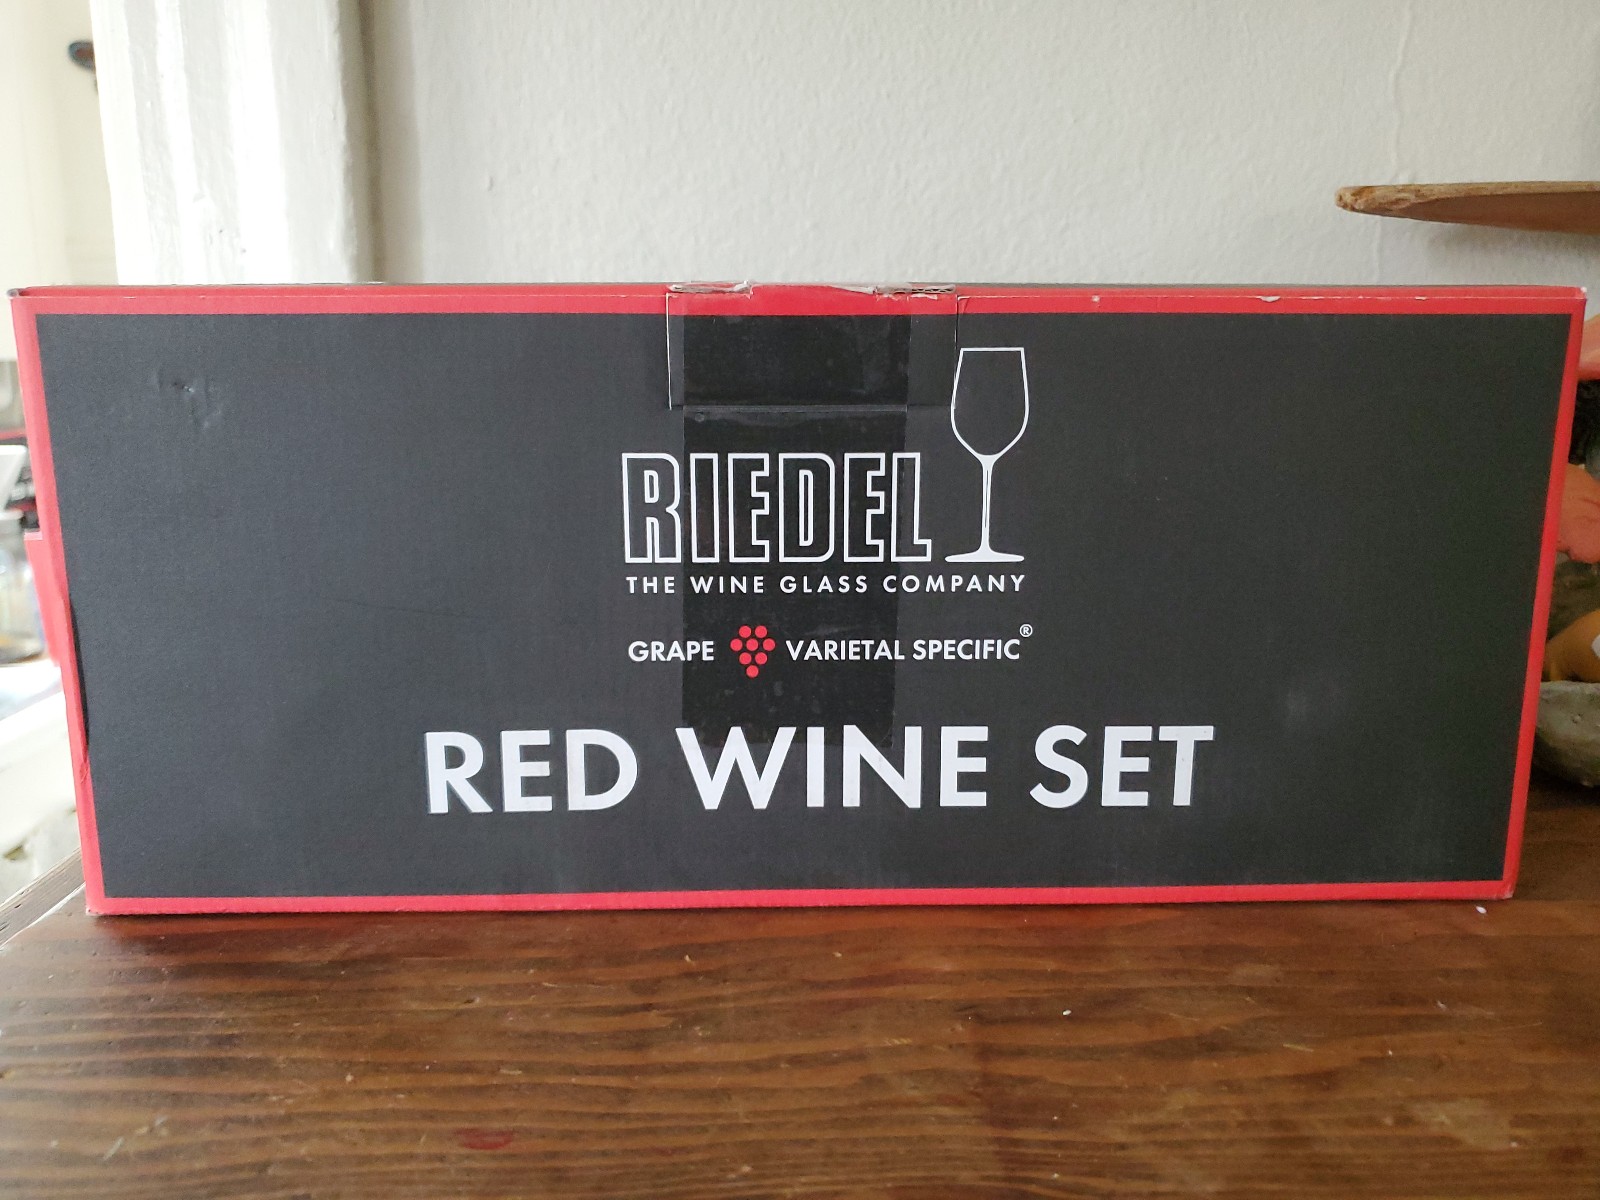 RIEDEL
THE WINE GLASS COMPANY
GRAPE VARIETAL SPECIFIC®
RED WINE SET